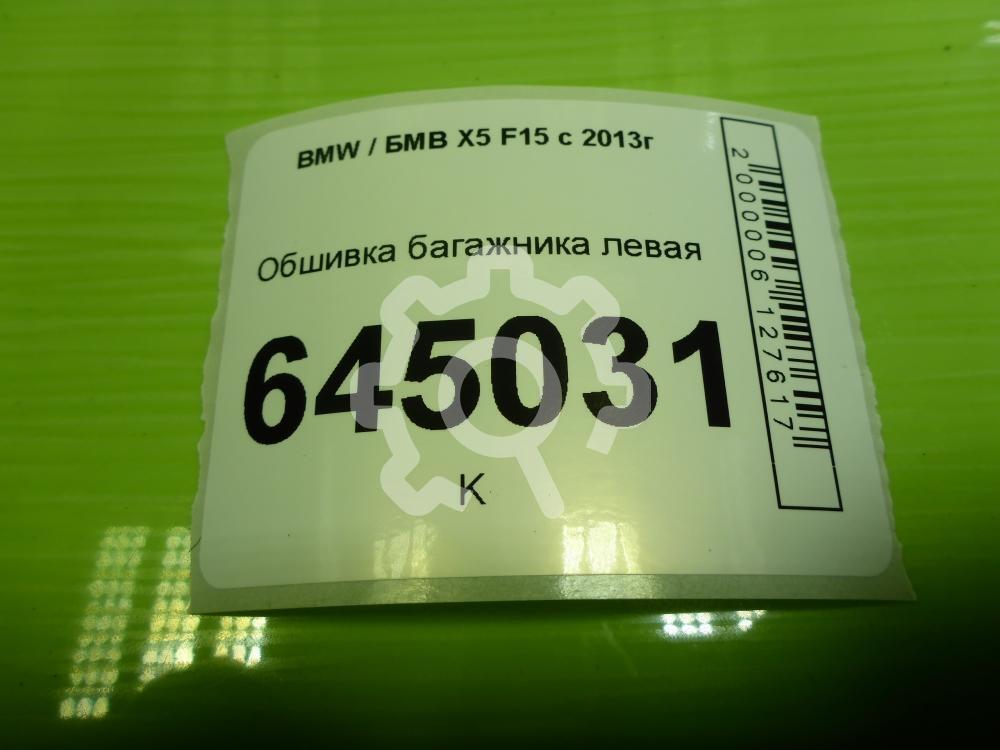 BMW / БМВ X5 F15 с 2013г
Обшивка багажника левая
645031
К
2000006127617